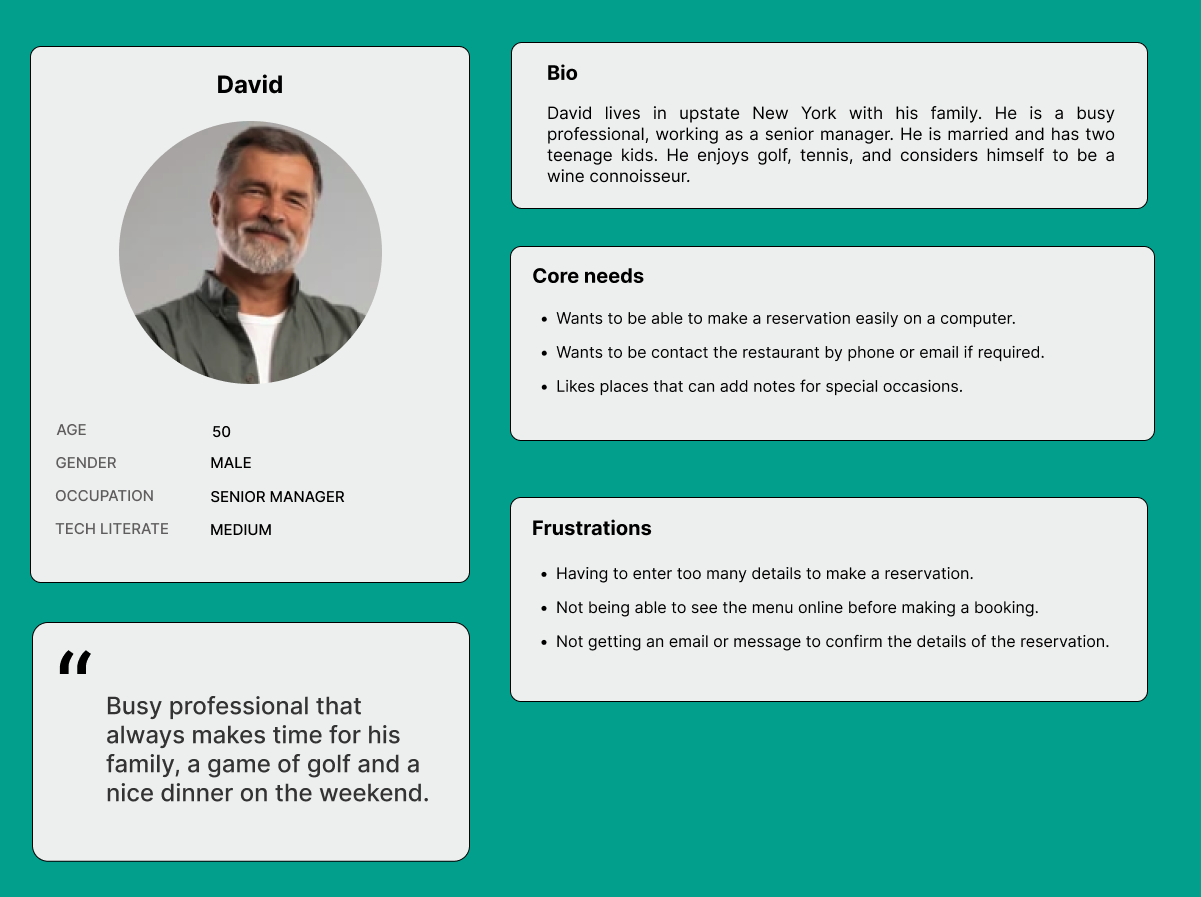 David
AGE 50
GENDER MALE
OCCUPATION SENIOR MANAGER
TECH LITERATE MEDIUM
“
Busy professional that
always makes time for his
family, a game of golf and a
nice dinner on the weekend.
Bio
David lives in upstate New York with his family. He is a busy
professional, working as a senior manager. He is married and has two
teenage kids. He enjoys golf, tennis, and considers himself to be a
wine connoisseur.
Core needs
• Wants to be able to make a reservation easily on a computer.
• Wants to be contact the restaurant by phone or email if required.
• Likes places that can add notes for special occasions.
Frustrations
• Having to enter too many details to make a reservation.
• Not being able to see the menu online before making a booking.
• Not getting an email or message to confirm the details of the reservation.